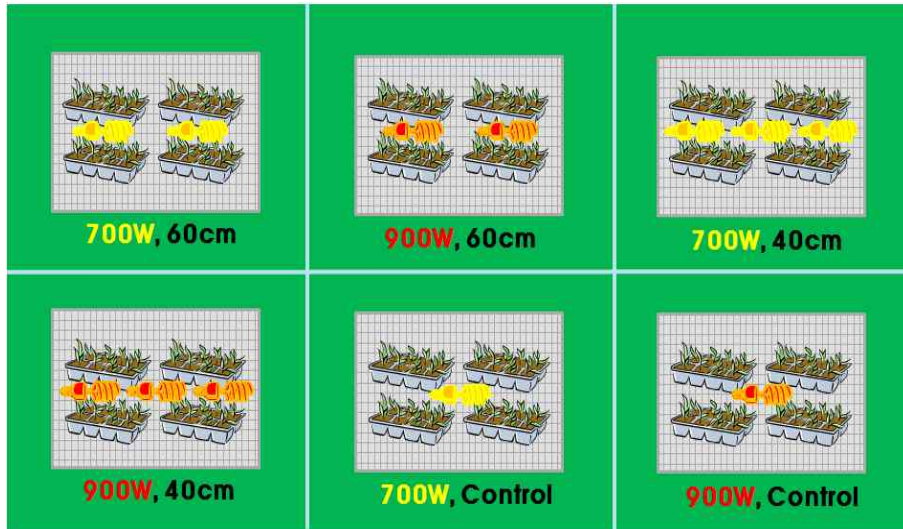 700W, 60cm
900W, 60cm
700W, 40cm
900W, 40cm
700W, Control
900W, Control